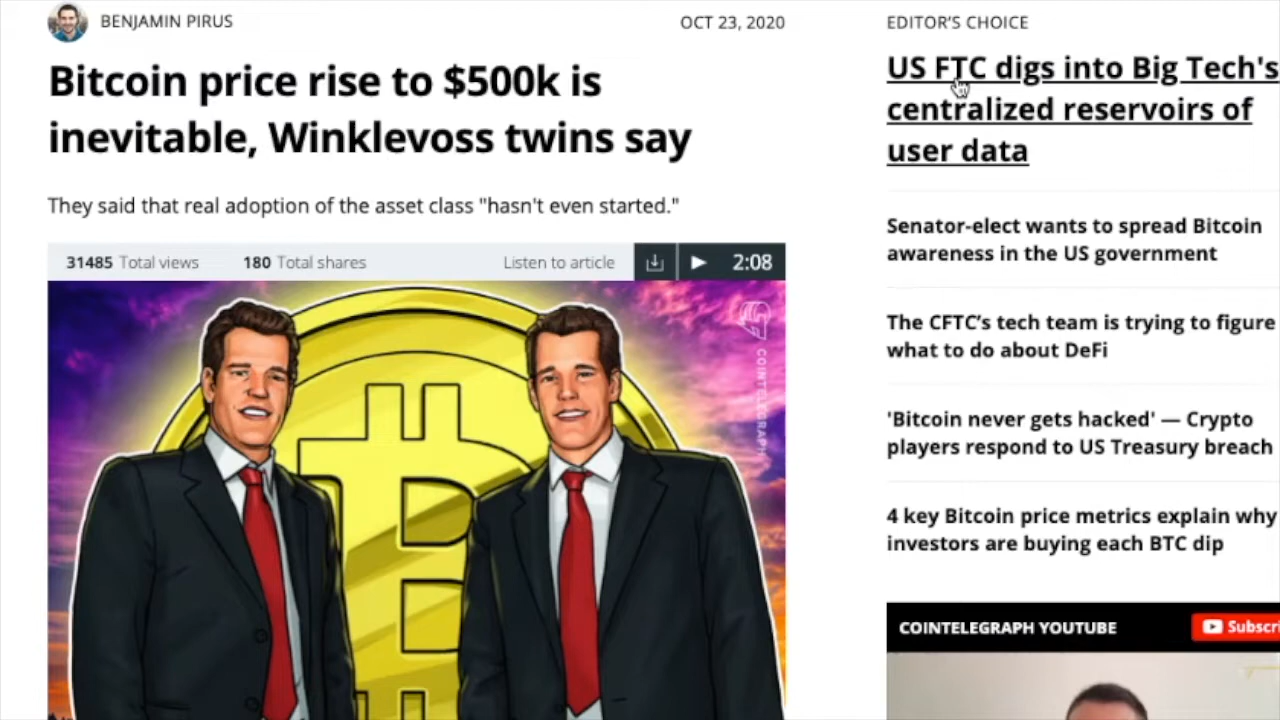 BENJAMIN PIRUS
OCT 23, 2020
Bitcoin price rise to $500k is
inevitable, Winklevoss twins say
They said that real adoption of the asset class "hasn't even started."
31485 Total views 180 Total shares Listen to article 2:08
COINTELEGRAPH
EDITOR'S CHOICE
US FTC digs into Big Tech's
centralized reservoirs of
user data
Senator-elect wants to spread Bitcoin
awareness in the US government
The CFTC's tech team is trying to figure
what to do about DeFi
'Bitcoin never gets hacked' — Crypto
players respond to US Treasury breach
4 key Bitcoin price metrics explain why
investors are buying each BTC dip
COINTELEGRAPH YOUTUBE
Subscri